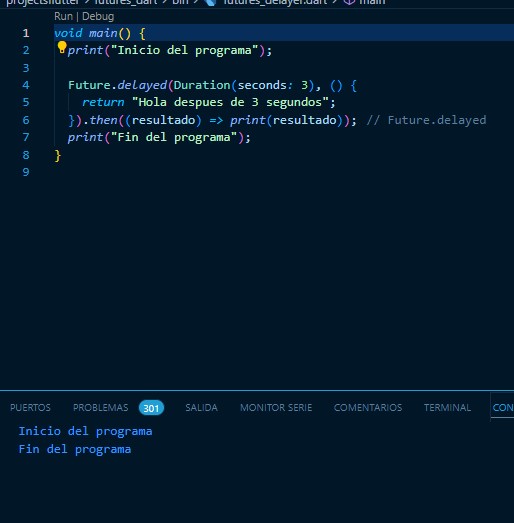 projectsflutter > futures_dart > bin > futures_delayer.dart > main
Run | Debug
1 void main() {
2 print("Inicio del programa");
3
4 Future.delayed(Duration(seconds: 3), () {
5 return "Hola despues de 3 segundos";
6 }).then((resultado) => print(resultado)); // Future.delayed
7 print("Fin del programa");
8 }
9
PUERTOS PROBLEMAS 301 SALIDA MONITOR SERIE COMENTARIOS TERMINAL CON
Inicio del programa
Fin del programa